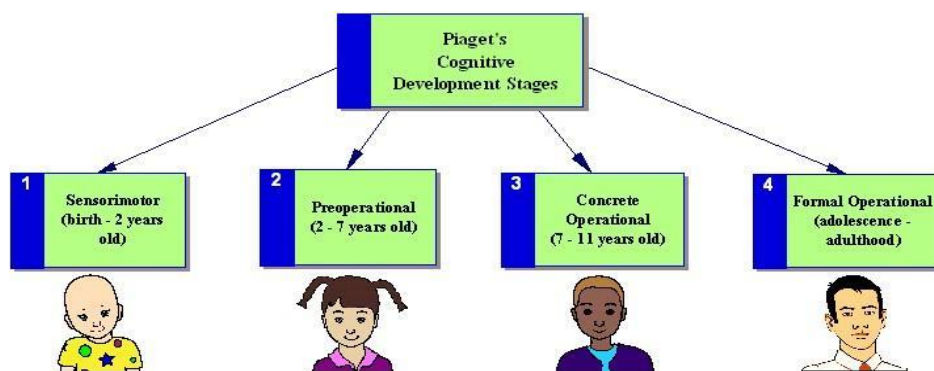 Piaget's
Cognitive
Development Stages
1
Sensorimotor
(birth - 2 years
old)
2
Preoperational
(2 - 7 years old)
3
Concrete
Operational
(7 - 11 years old)
4
Formal Operational
(adolescence -
adulthood)